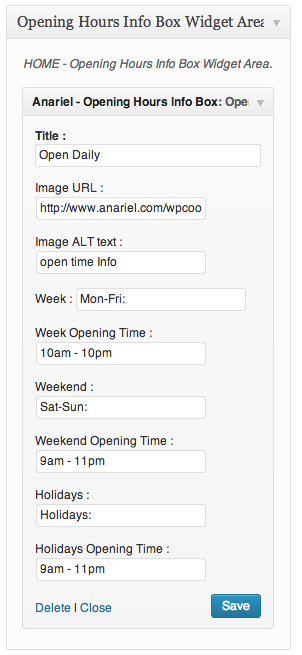 Opening Hours Info Box Widget Area
HOME - Opening Hours Info Box Widget Area.
Anariel - Opening Hours Info Box: Ope
Title :
Open Daily
Image URL :
http://www.anariel.com/wpcoo
Image ALT text :
open time Info
Week : Mon-Fri:
Week Opening Time :
10am - 10pm
Weekend :
Sat-Sun:
Weekend Opening Time :
9am - 11pm
Holidays :
Holidays:
Holidays Opening Time :
9am - 11pm
Delete | Close
Save